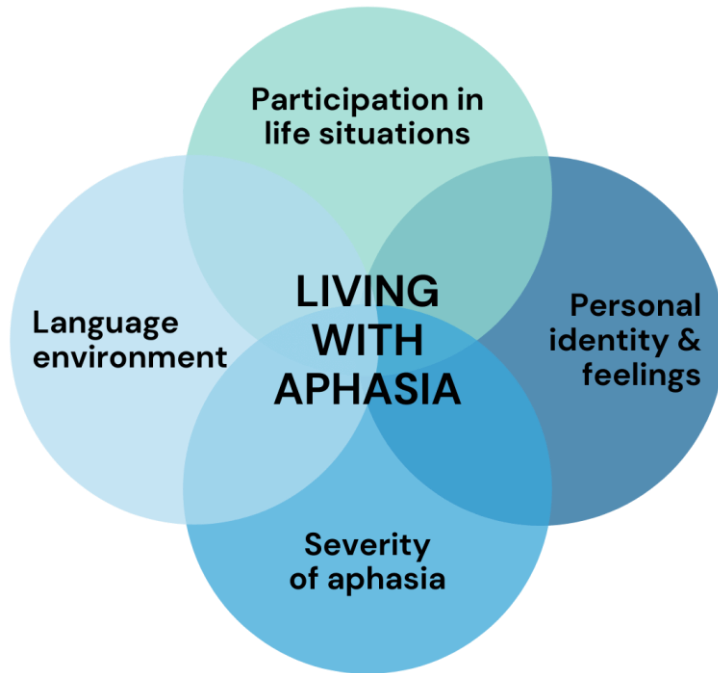 Participation in
life situations
Language
environment
LIVING
WITH
APHASIA
Personal
identity &
feelings
Severity
of aphasia